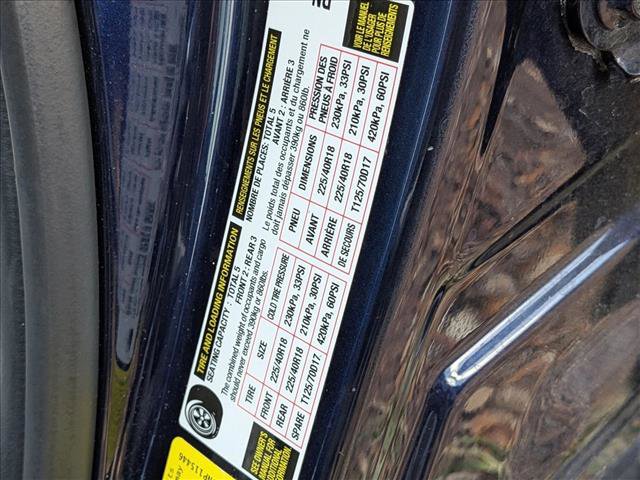 TIRE AND LOADING INFORMATION
SEATING CAPACITY - TOTAL 5
FRONT 2 : REAR 3
The combined weight of occupants and cargo
should never exceed 390kg or 860lbs.
TIRE SIZE COLD TIRE PRESSURE
FRONT 225/40R18 230kPa, 33PSI
REAR 225/40R18 210kPa, 30PSI
SPARE T125/70D17 420kPa, 60PSI
SEE OWNER'S
MANUAL FOR
ADDITIONAL
INFORMATION
RENSEIGNEMENTS SUR LES PNEUS ET LE CHARGEMENT
NOMBRE DE PLACES: TOTAL 5
AVANT 2 : ARRIÈRE 3
Le poids total des occupants et du chargement ne
doit jamais dépasser 390kg ou 860lb.
PNEU DIMENSIONS PRESSION DES
PNEUS À FROID
AVANT 225/40R18 230kPa, 33PSI
ARRIÈRE 225/40R18 210kPa, 30PSI
DE SECOURS T125/70D17 420kPa, 60PSI
VOIR LE MANUEL
DE L'USAGER
POUR PLUS DE
RENSEIGNEMENTS
P115446